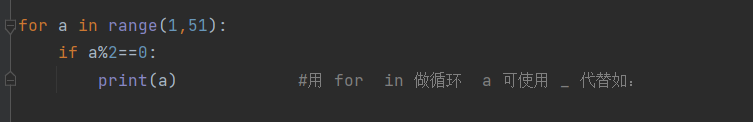 for a in range(1,51):
    if a%2==0:
        print(a)            #用 for  in 做循环  a 可使用 _ 代替如: